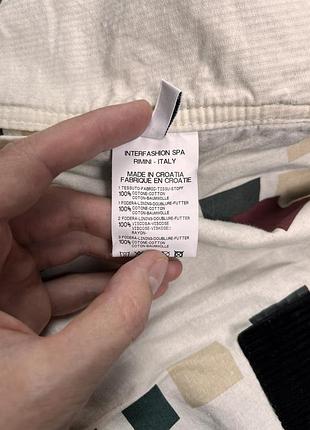 INTERFASHION SPA
RIMINI - ITALY
MADE IN CROATIA
FABRIQUE EN CROATIE
1 TESSUTO-FABRIC-TISSU-STOFF
100% COTONE-COTTON
COTON-BAUMWOLLE
1 FODERA-LINING-DOUBLURE-FUTTER
100% COTONE-COTTON
COTON-BAUMWOLLE
2 FODERA-LINING-DOUBLURE-FUTTER
100% VISCOSA-VISCOSE
VISCOSE-VISKOSE/
RAYON-
3 FODERA-LINING-DOUBLURE-FUTTER
100% COTONE-COTTON
COTON-BAUMWOLLE